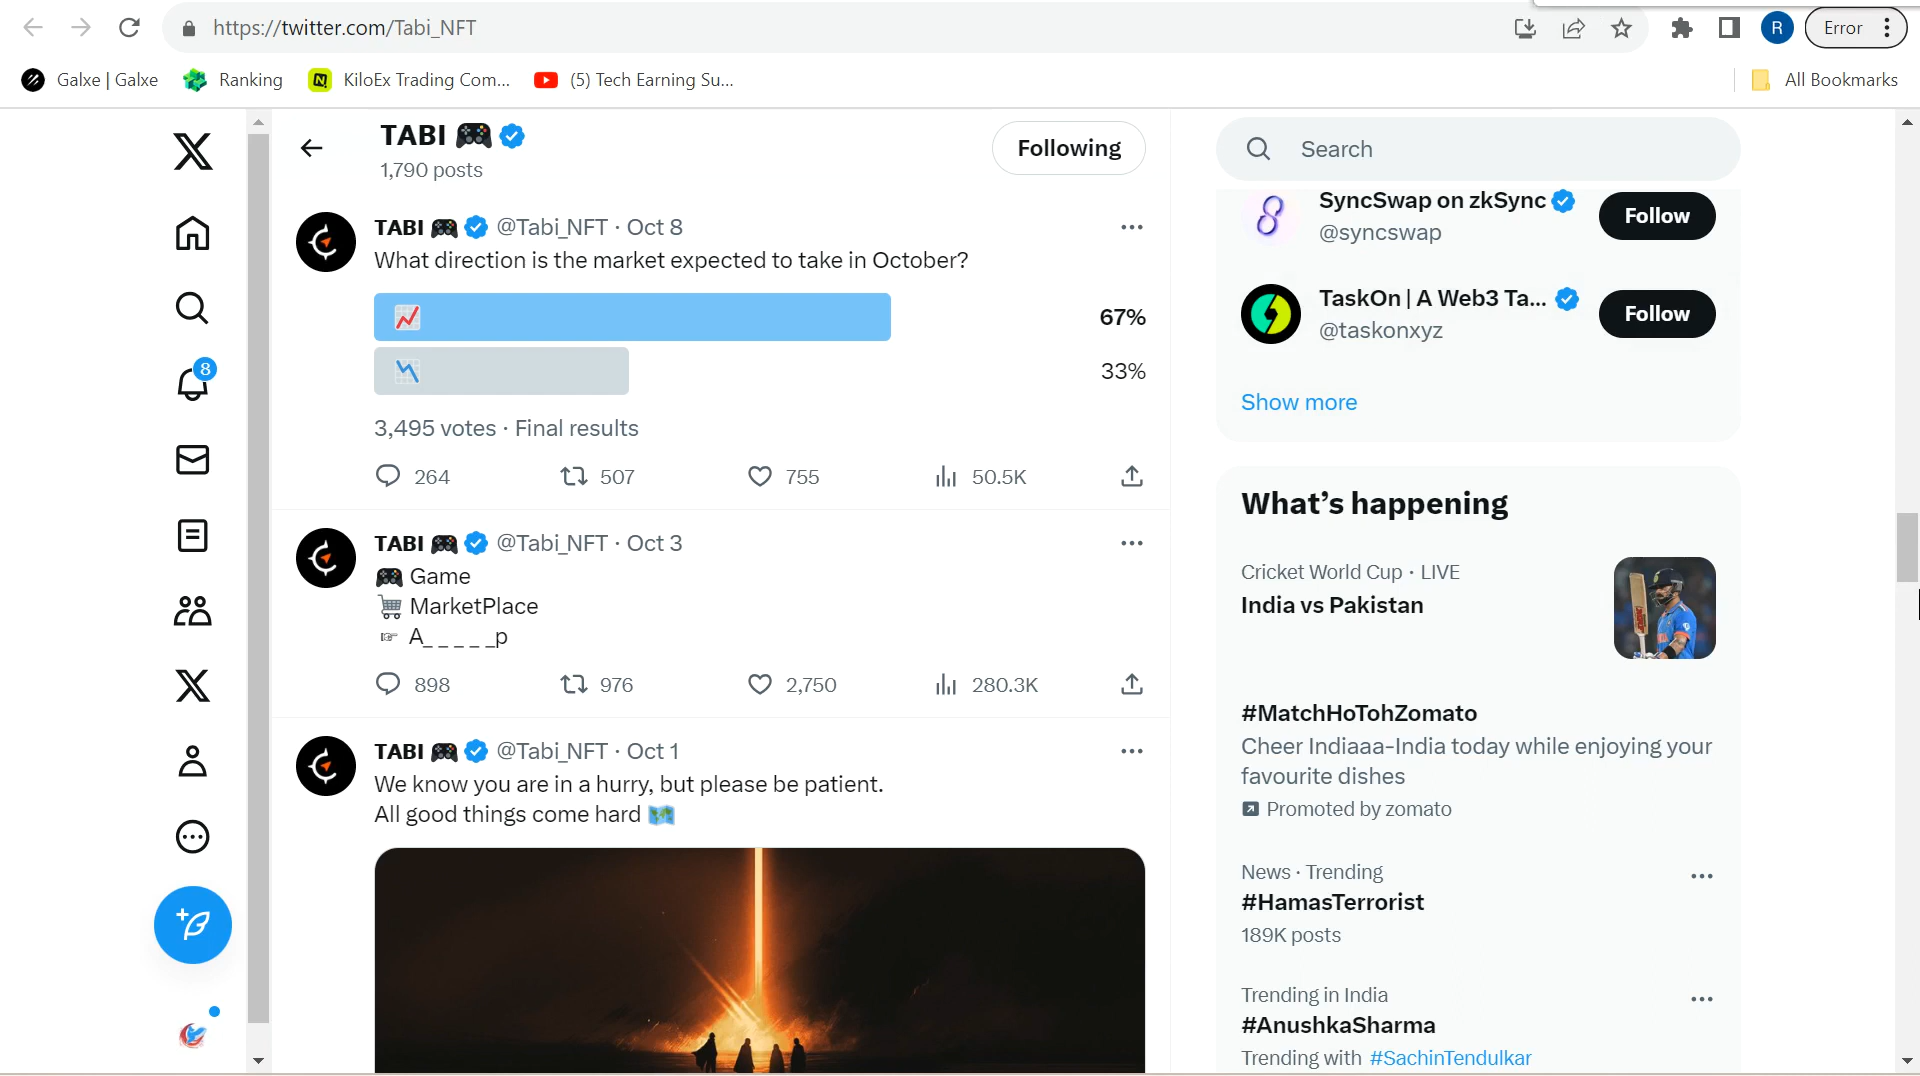 https://twitter.com/Tabi_NFT
R
Error
Galxe | Galxe
Ranking
KiloEx Trading Com...
(5) Tech Earning Su...
All Bookmarks
TABI 🎮
1,790 posts
Following
Search
TABI 🎮 @Tabi_NFT · Oct 8
What direction is the market expected to take in October?
📈 67%
📉 33%
3,495 votes · Final results
264 507 755 50.5K
TABI 🎮 @Tabi_NFT · Oct 3
🎮 Game
🛒 MarketPlace
☞ A_ _ _ _ _p
898 976 2,750 280.3K
TABI 🎮 @Tabi_NFT · Oct 1
We know you are in a hurry, but please be patient.
All good things come hard 🗺️
8
SyncSwap on zkSync
@syncswap
Follow
TaskOn | A Web3 Ta...
@taskonxyz
Follow
Show more
What’s happening
Cricket World Cup · LIVE
India vs Pakistan
#MatchHoTohZomato
Cheer Indiaaa-India today while enjoying your
favourite dishes
Promoted by zomato
News · Trending
#HamasTerrorist
189K posts
Trending in India
#AnushkaSharma
Trending with #SachinTendulkar